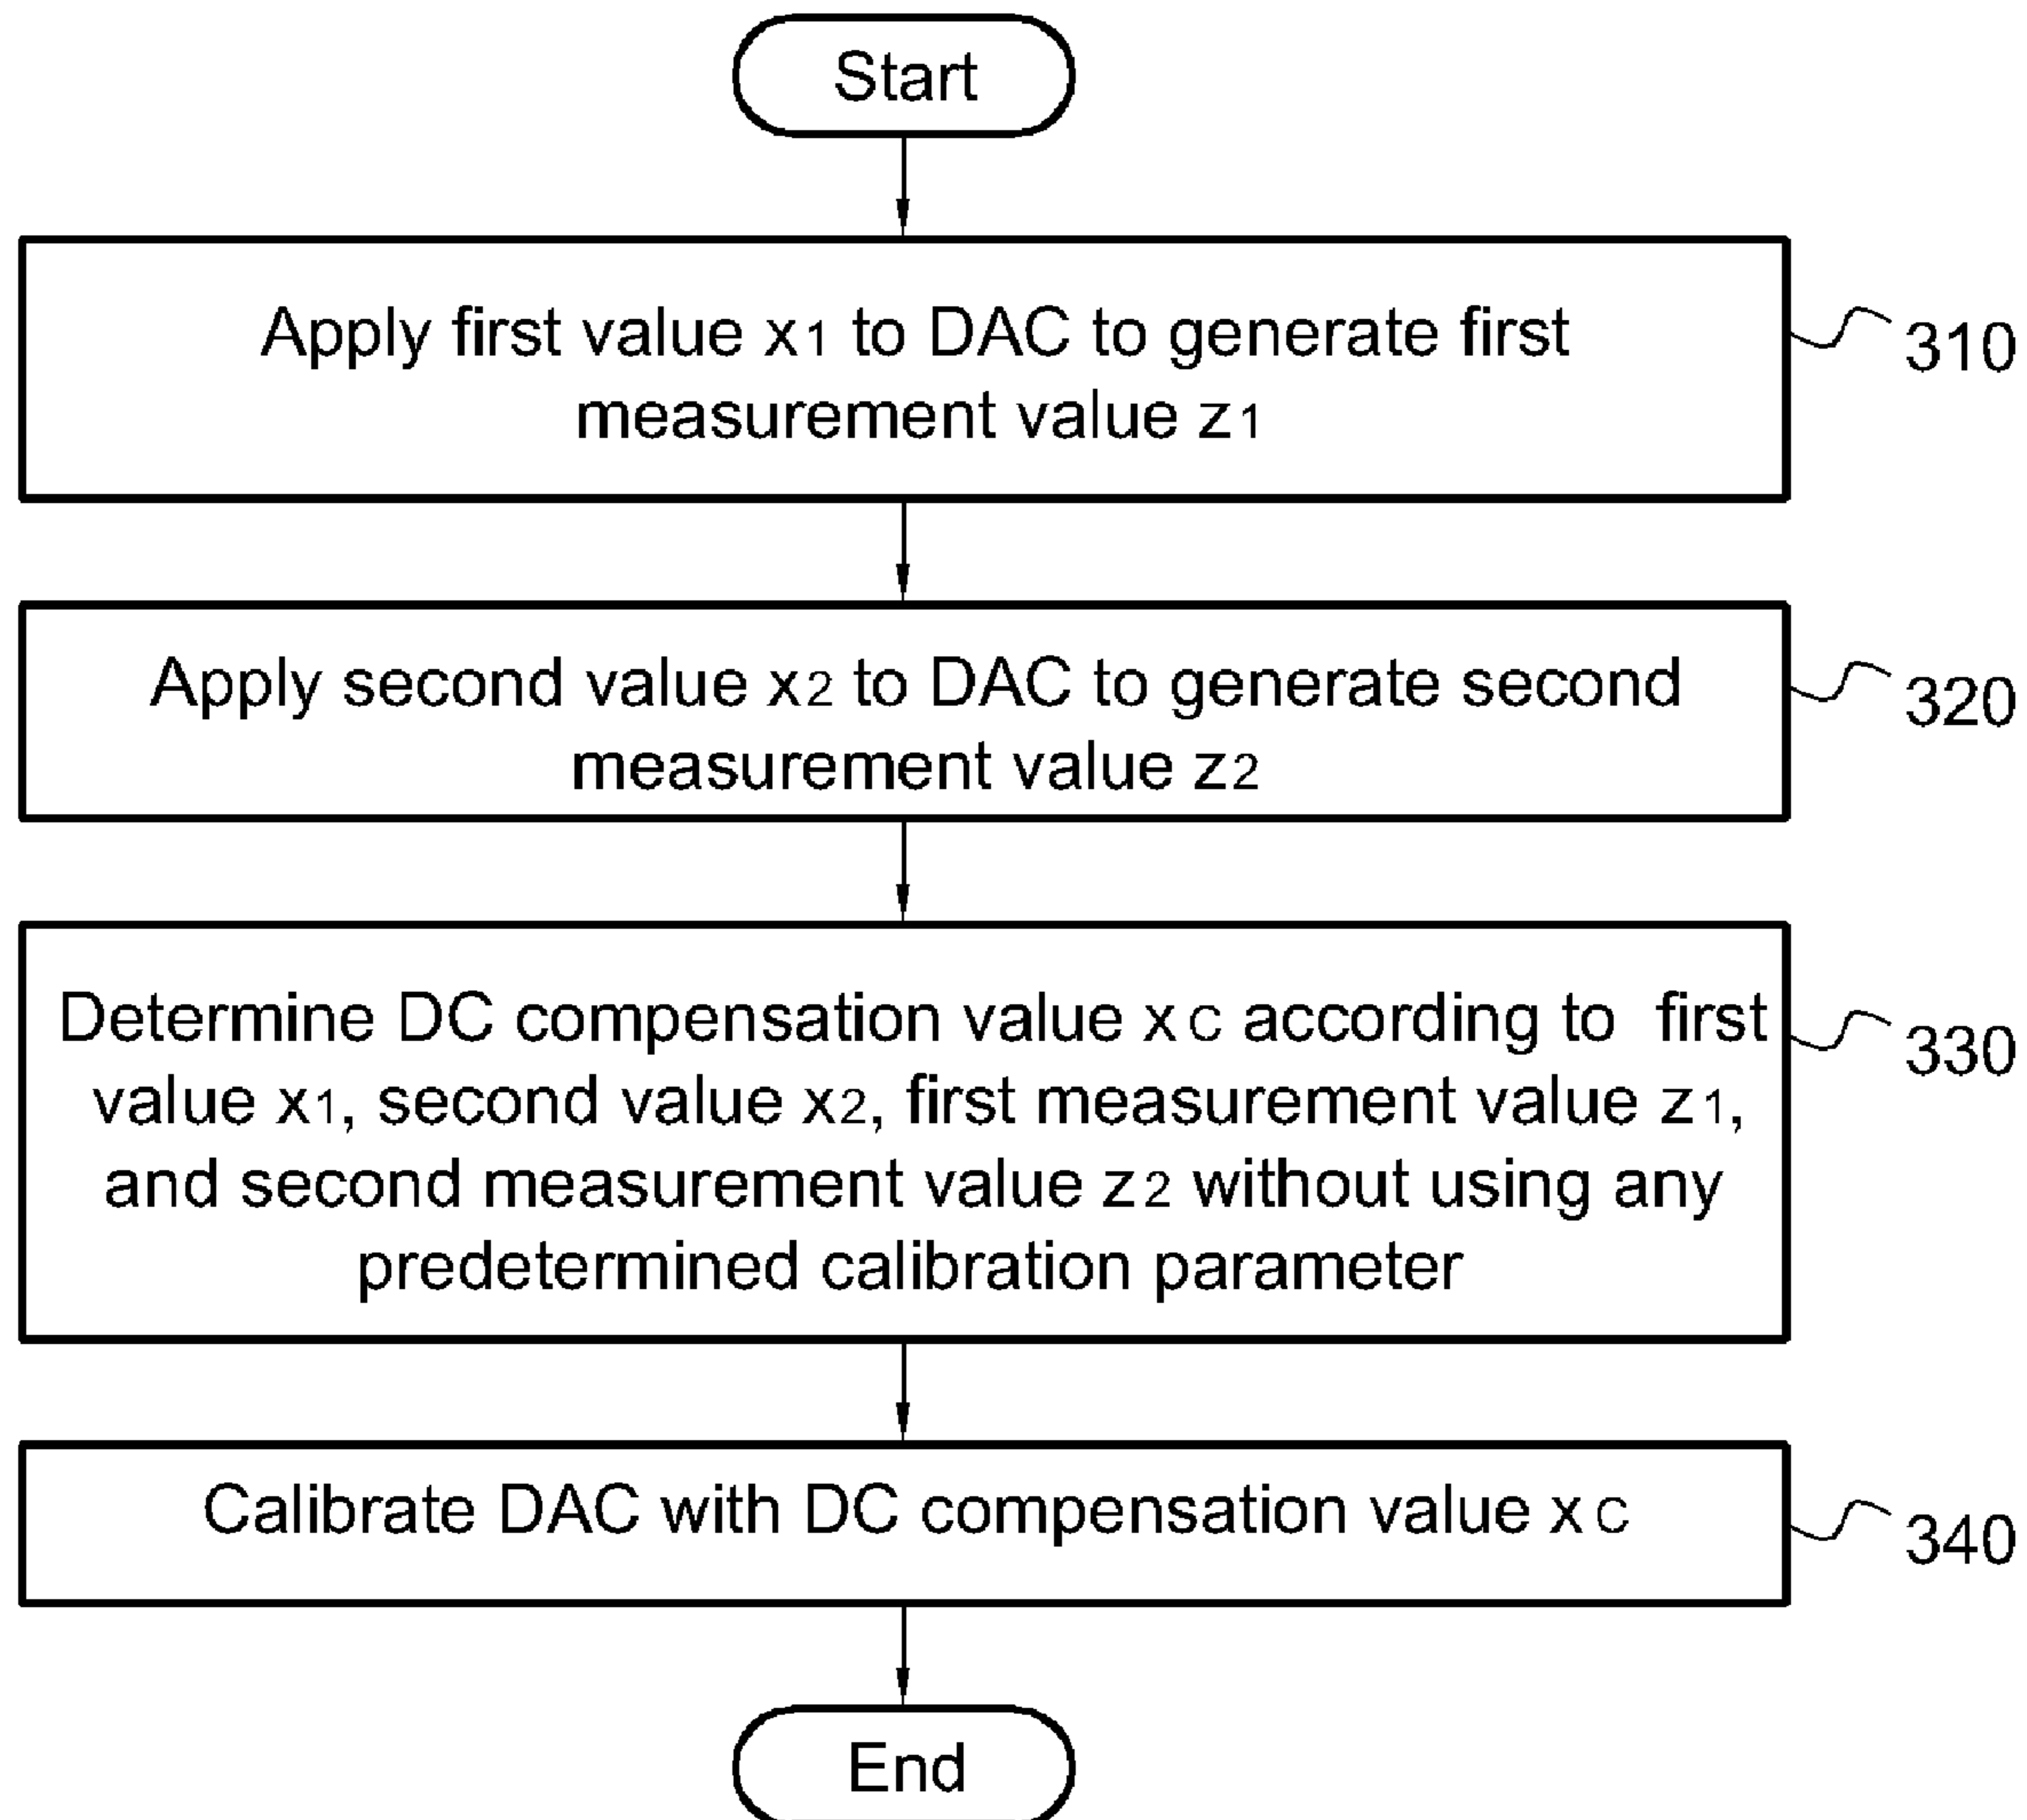 Start
Apply first value x1 to DAC to generate first
measurement value z1
310
Apply second value x2 to DAC to generate second
measurement value z2
320
Determine DC compensation value xC according to first
value x1, second value x2, first measurement value z1,
and second measurement value z2 without using any
predetermined calibration parameter
330
Calibrate DAC with DC compensation value xC
340
End